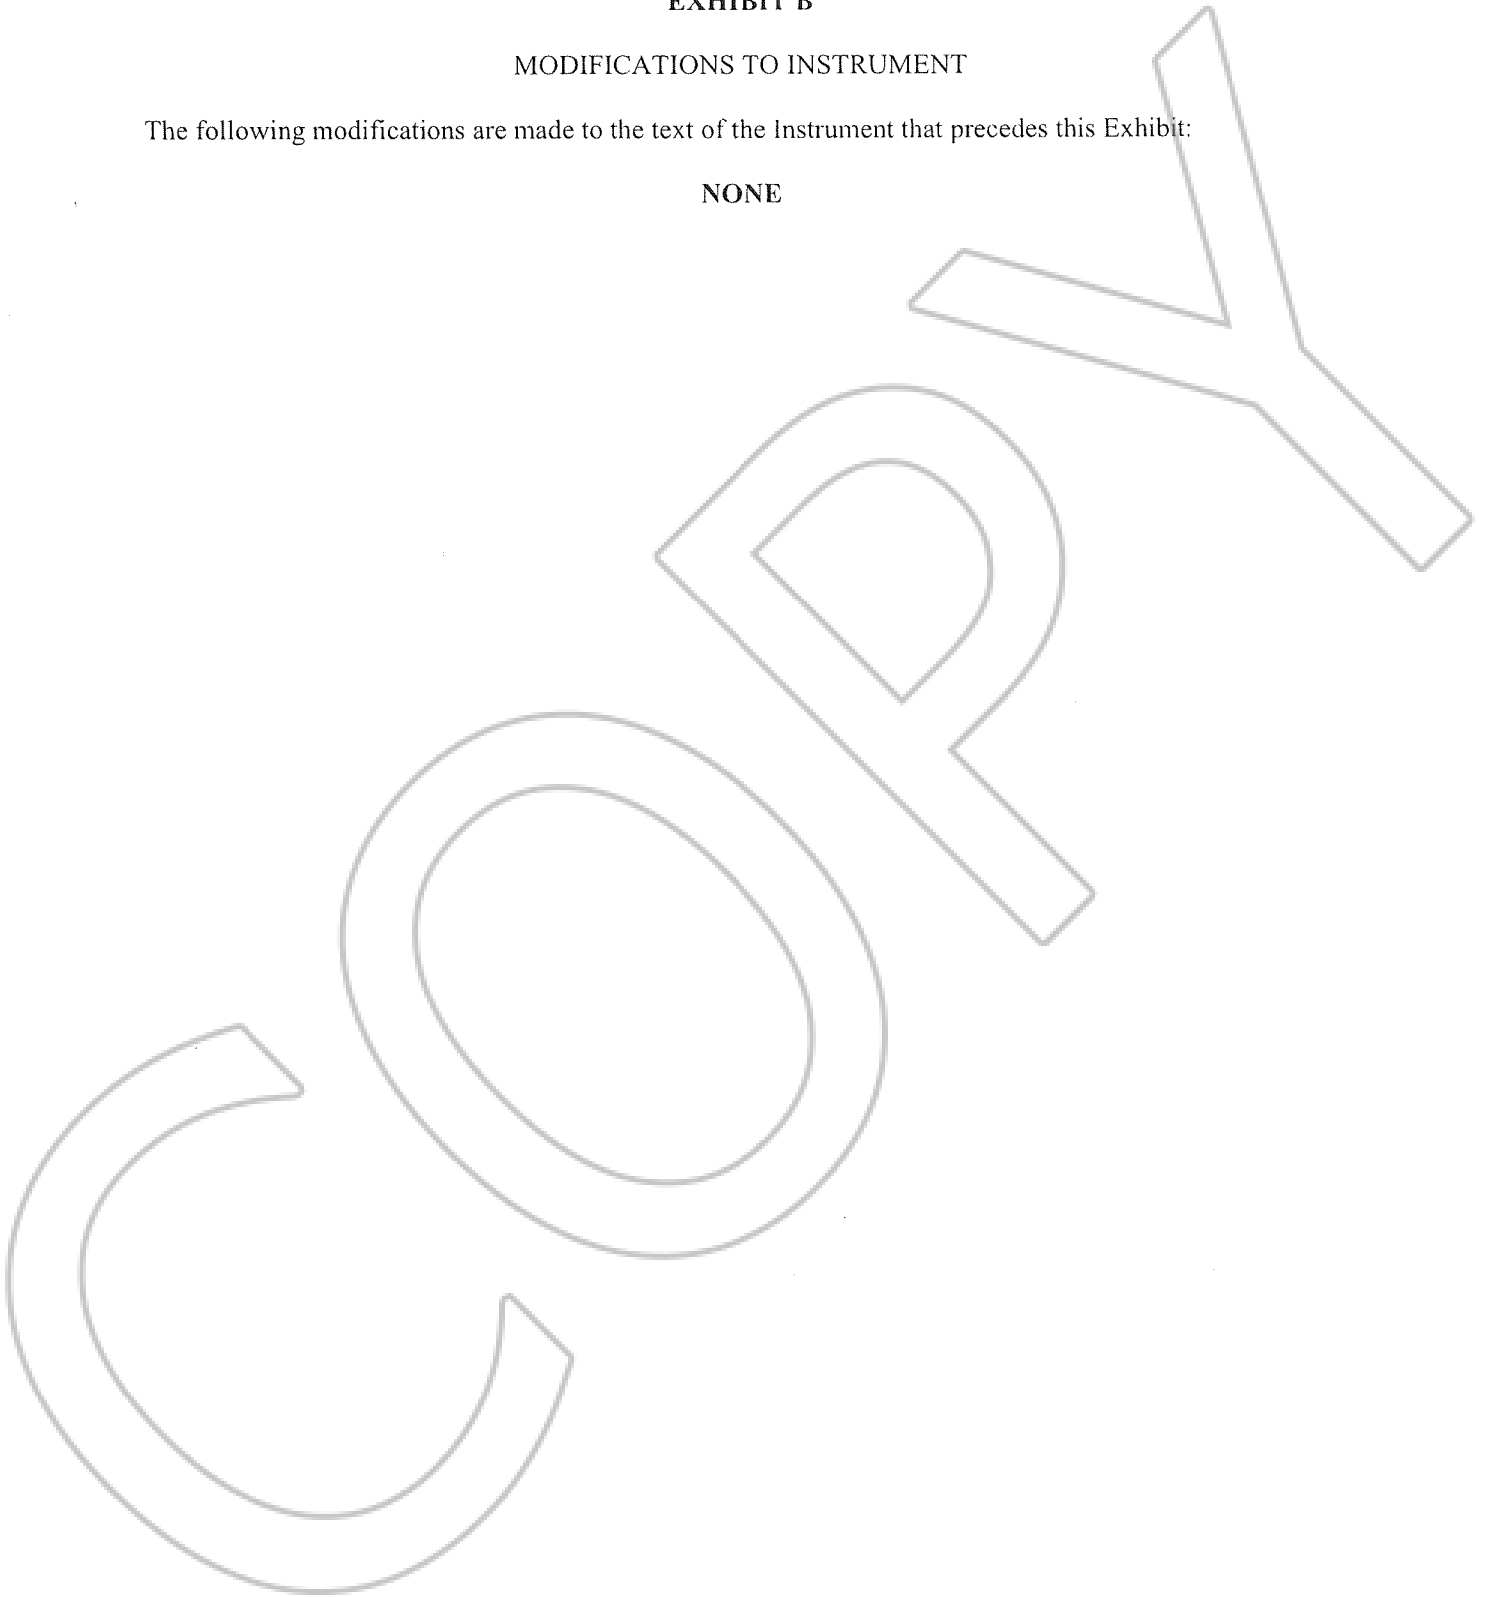 EXHIBIT B
MODIFICATIONS TO INSTRUMENT
The following modifications are made to the text of the Instrument that precedes this Exhibit:
NONE
COPY